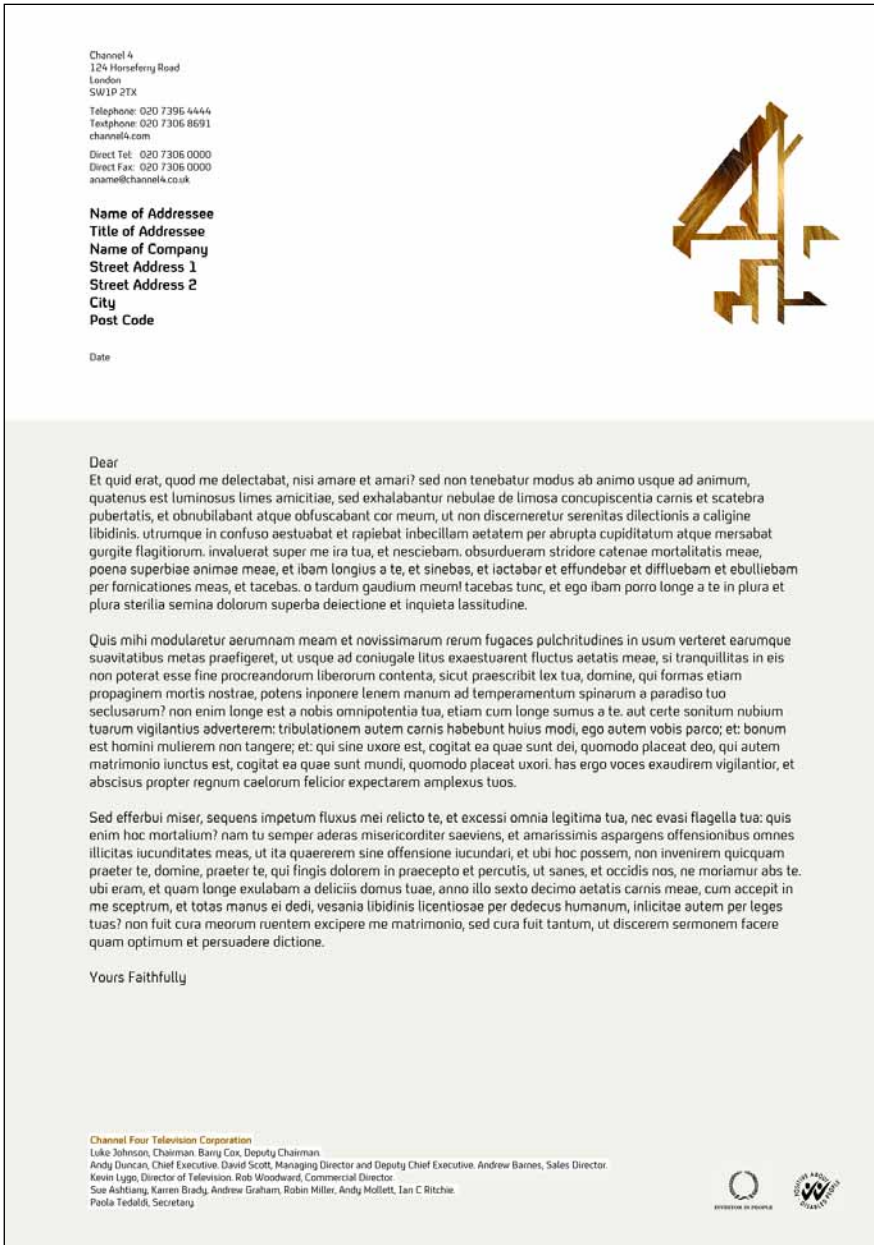 Channel 4
124 Horseferry Road
London
SW1P 2TX
Telephone: 020 7396 4444
Textphone: 020 7306 8691
channel4.com
Direct Tel: 020 7306 0000
Direct Fax: 020 7306 0000
aname@channel4.co.uk
4
Name of Addressee
Title of Addressee
Name of Company
Street Address 1
Street Address 2
City
Post Code
Date
Dear
Et quid erat, quod me delectabat, nisi amare et amari? sed non tenebatur modus ab animo usque ad animum,
quatenus est luminosus limes amicitiae, sed exhalabantur nebulae de limosa concupiscentia carnis et scatebra
pubertatis, et obnubilabant atque obfuscabant cor meum, ut non discerneretur serenitas dilectionis a caligine
libidinis. utrumque in confuso aestuabat et rapiebat inbecillam aetatem per abrupta cupiditatum atque mersabat
gurgite flagitiorum. invaluerat super me ira tua, et nesciebam. obsurdueram stridore catenae mortalitatis meae,
poena superbiae animae meae, et ibam longius a te, et sinebas, et iactabar et effundebar et diffluebam et ebulliebam
per fornicationes meas, et tacebas. o tardum gaudium meum! tacebas tunc, et ego ibam porro longe a te in plura et
plura sterilia semina dolorum superba deiectione et inquieta lassitudine.
Quis mihi modularetur aerumnam meam et novissimarum rerum fugaces pulchritudines in usum verteret earumque
suavitatibus metas praefigeret, ut usque ad coniugale litus exaestuarent fluctus aetatis meae, si tranquillitas in eis
non poterat esse fine procreandorum liberorum contenta, sicut praescribit lex tua, domine, qui formas etiam
propaginem mortis nostrae, potens inponere lenem manum ad temperamentum spinarum a paradiso tuo
seclusarum? non enim longe est a nobis omnipotentia tua, etiam cum longe sumus a te. aut certe sonitum nubium
tuarum vigilantius adverterem: tribulationem autem carnis habebunt huius modi, ego autem vobis parco; et: bonum
est homini mulierem non tangere; et: qui sine uxore est, cogitat ea quae sunt dei, quomodo placeat deo, qui autem
matrimonio iunctus est, cogitat ea quae sunt mundi, quomodo placeat uxori. has ergo voces exaudirem vigilantior, et
abscisus propter regnum caelorum felicior expectarem amplexus tuos.
Sed efferbui miser, sequens impetum fluxus mei relicto te, et excessi omnia legitima tua, nec evasi flagella tua: quis
enim hoc mortalium? nam tu semper aderas misericorditer saeviens, et amarissimis aspargens offensionibus omnes
illicitas iucunditates meas, ut ita quaererem sine offensione iucundari, et ubi hoc possem, non invenirem quicquam
praeter te, domine, praeter te, qui fingis dolorem in praecepto et percutis, ut sanes, et occidis nos, ne moriamur abs te.
ubi eram, et quam longe exulabam a deliciis domus tuae, anno illo sexto decimo aetatis carnis meae, cum accepit in
me sceptrum, et totas manus ei dedi, vesania libidinis licentiosae per dedecus humanum, inlicitae autem per leges
tuas? non fuit cura meorum ruentem excipere me matrimonio, sed cura fuit tantum, ut discerem sermonem facere
quam optimum et persuadere dictione.
Yours Faithfully
Channel Four Television Corporation
Luke Johnson, Chairman. Barry Cox, Deputy Chairman.
Andy Duncan, Chief Executive. David Scott, Managing Director and Deputy Chief Executive. Andrew Barnes, Sales Director.
Kevin Lygo, Director of Television. Rob Woodward, Commercial Director.
Sue Ashtiany, Karren Brady, Andrew Graham, Robin Miller, Andy Mollett, Ian C Ritchie.
Paola Tedaldi, Secretary
INVESTOR IN PEOPLE
POSITIVE ABOUT DISABLED PEOPLE